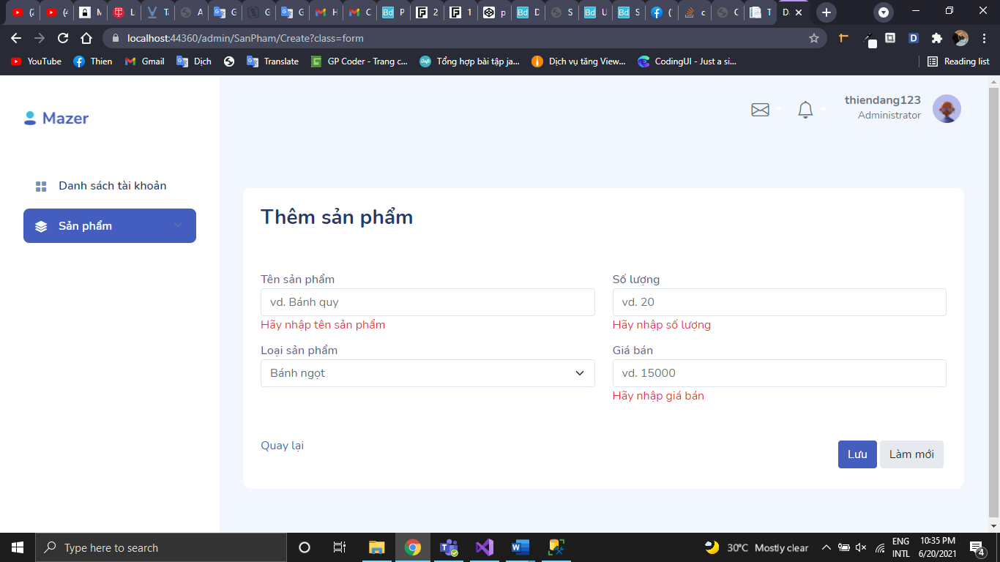 localhost:44360/admin/SanPham/Create?class=form
YouTube Thien Gmail Dịch Translate GP Coder - Trang c... Tổng hợp bài tập ja... Dịch vụ tăng View... CodingUI - Just a si... Reading list
Mazer
thiendang123
Administrator
Danh sách tài khoản
Sản phẩm
Thêm sản phẩm
Tên sản phẩm Số lượng
vd. Bánh quy vd. 20
Hãy nhập tên sản phẩm Hãy nhập số lượng
Loại sản phẩm Giá bán
Bánh ngọt vd. 15000
Hãy nhập giá bán
Quay lại Lưu Làm mới
Type here to search
30°C Mostly clear
ENG
INTL
10:35 PM
6/20/2021
4